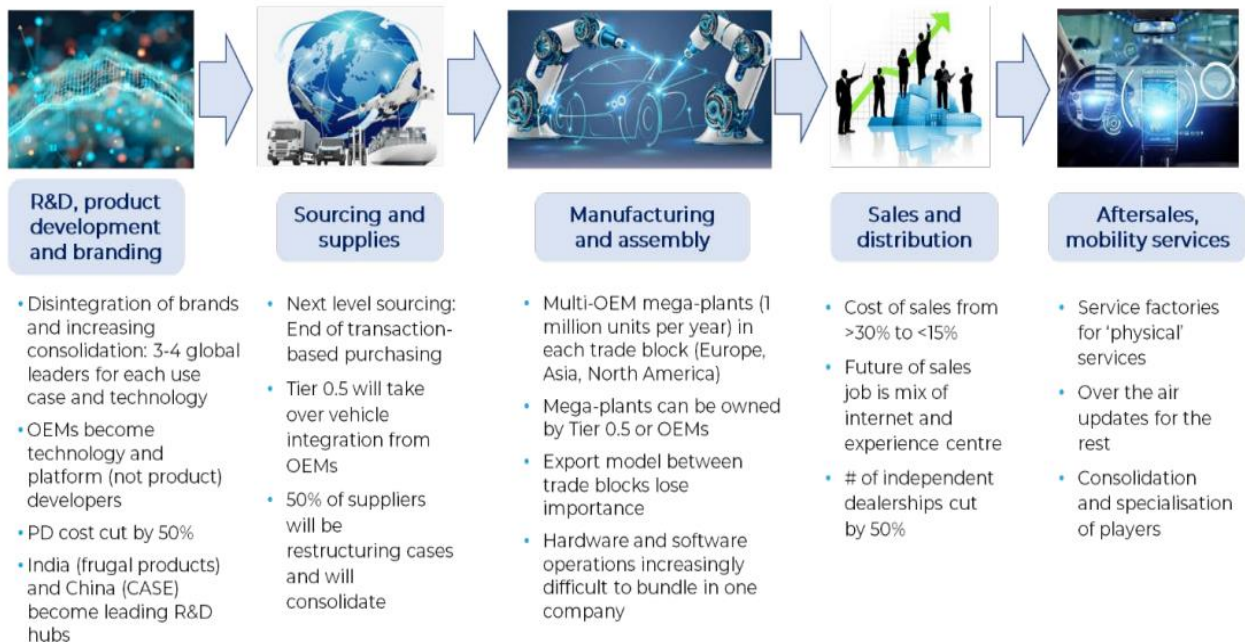 R&D, product
development
and branding
• Disintegration of brands
and increasing
consolidation: 3-4 global
leaders for each use
case and technology
• OEMs become
technology and
platform (not product)
developers
• PD cost cut by 50%
• India (frugal products)
and China (CASE)
become leading R&D
hubs
Sourcing and
supplies
• Next level sourcing:
End of transaction-
based purchasing
• Tier 0.5 will take
over vehicle
integration from
OEMs
• 50% of suppliers
will be
restructuring cases
and will
consolidate
Manufacturing
and assembly
• Multi-OEM mega-plants (1
million units per year) in
each trade block (Europe,
Asia, North America)
• Mega-plants can be owned
by Tier 0.5 or OEMs
• Export model between
trade blocks lose
importance
• Hardware and software
operations increasingly
difficult to bundle in one
company
Sales and
distribution
• Cost of sales from
>30% to <15%
• Future of sales
job is mix of
internet and
experience centre
• # of independent
dealerships cut
by 50%
Aftersales,
mobility services
• Service factories
for ‘physical’
services
• Over the air
updates for the
rest
• Consolidation
and specialisation
of players